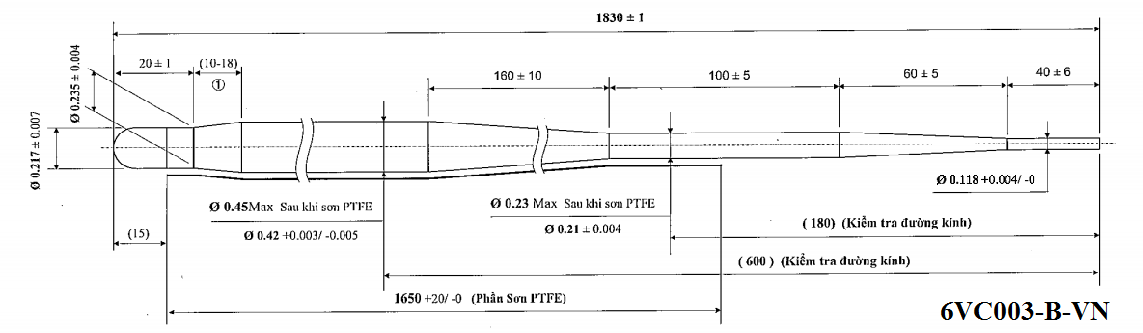 1830 ± 1
20 ± 1
(10-18)
①
160 ± 10
100 ± 5
60 ± 5
40 ± 6
Ø 0.235 ± 0.004
Ø 0.217 ± 0.007
Ø 0.45Max Sau khi sơn PTFE
Ø 0.42 +0.003/ -0.005
Ø 0.23 Max Sau khi sơn PTFE
Ø 0.21 ± 0.004
Ø 0.118 +0.004/ -0
(15)
( 180) (Kiểm tra đường kính)
( 600 ) (Kiểm tra đường kính)
1650 +20/ -0 (Phần Sơn PTFE)
6VC003-B-VN